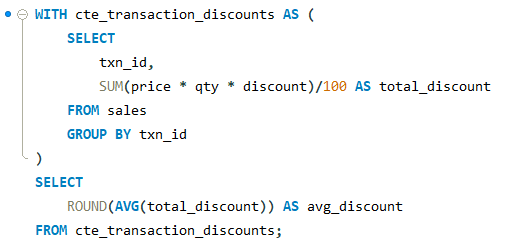 WITH cte_transaction_discounts AS (
SELECT
txn_id,
SUM(price * qty * discount)/100 AS total_discount
FROM sales
GROUP BY txn_id
)
SELECT
ROUND(AVG(total_discount)) AS avg_discount
FROM cte_transaction_discounts;